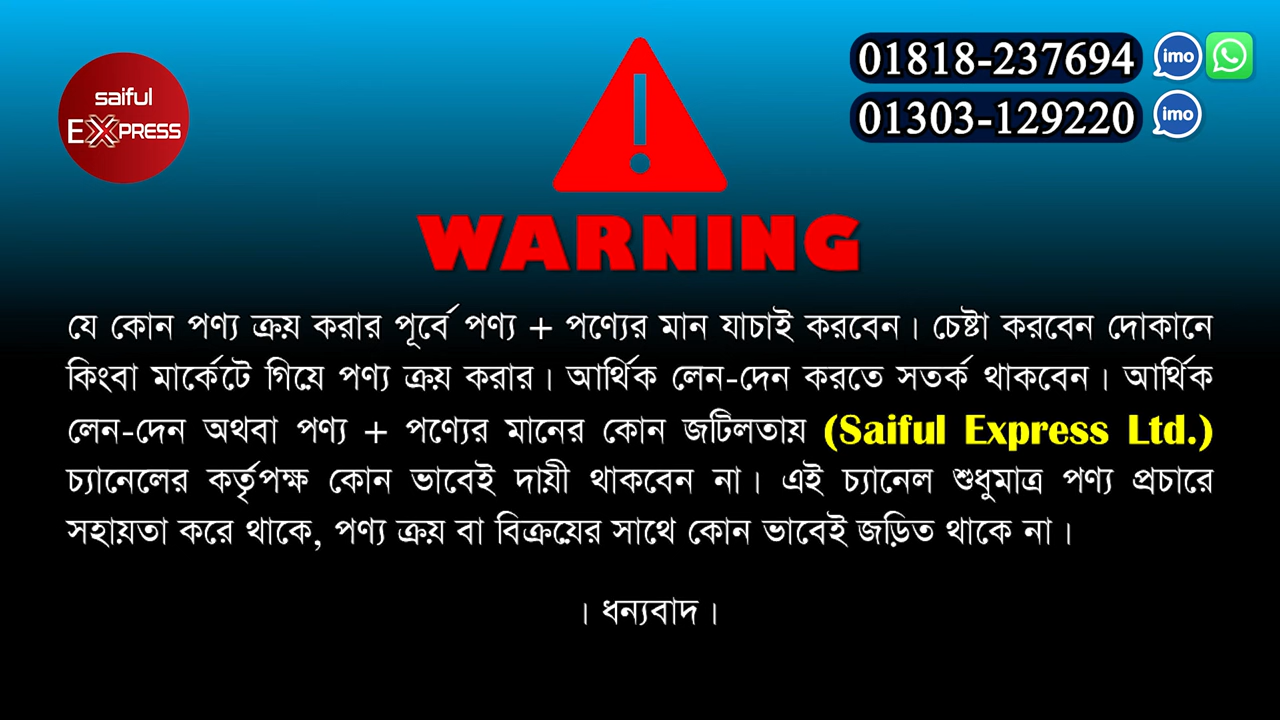 saiful
EXPRESS
01818-237694 imo
01303-129220 imo
WARNING
যে কোন পণ্য ক্রয় করার পূর্বে পণ্য + পণ্যের মান যাচাই করবেন। চেষ্টা করবেন দোকানে
কিংবা মার্কেটে গিয়ে পণ্য ক্রয় করার। আর্থিক লেন-দেন করতে সতর্ক থাকবেন। আর্থিক
লেন-দেন অথবা পণ্য + পণ্যের মানের কোন জটিলতায় (Saiful Express Ltd.)
চ্যানেলের কর্তৃপক্ষ কোন ভাবেই দায়ী থাকবেন না। এই চ্যানেল শুধুমাত্র পণ্য প্রচারে
সহায়তা করে থাকে, পণ্য ক্রয় বা বিক্রয়ের সাথে কোন ভাবেই জড়িত থাকে না।
। ধন্যবাদ।